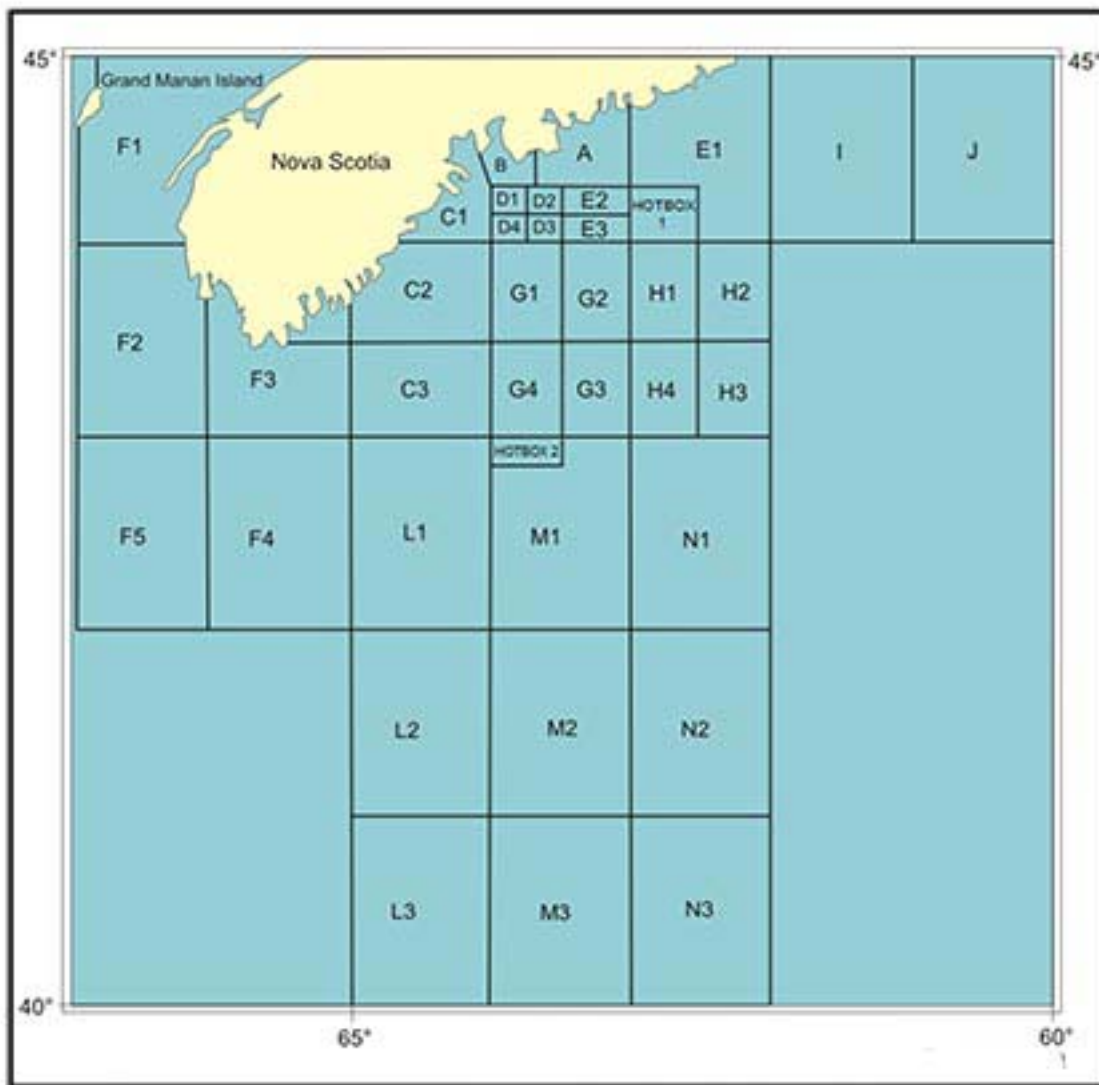 45°
45°
Grand Manan Island
F1
Nova Scotia
B
A
E1
I
J
D1
D2
E2
HOTBOX
1
C1
D4
D3
E3
C2
G1
G2
H1
H2
F2
F3
C3
G4
G3
H4
H3
HOTBOX 2
F5
F4
L1
M1
N1
L2
M2
N2
L3
M3
N3
40°
65°
60°
1